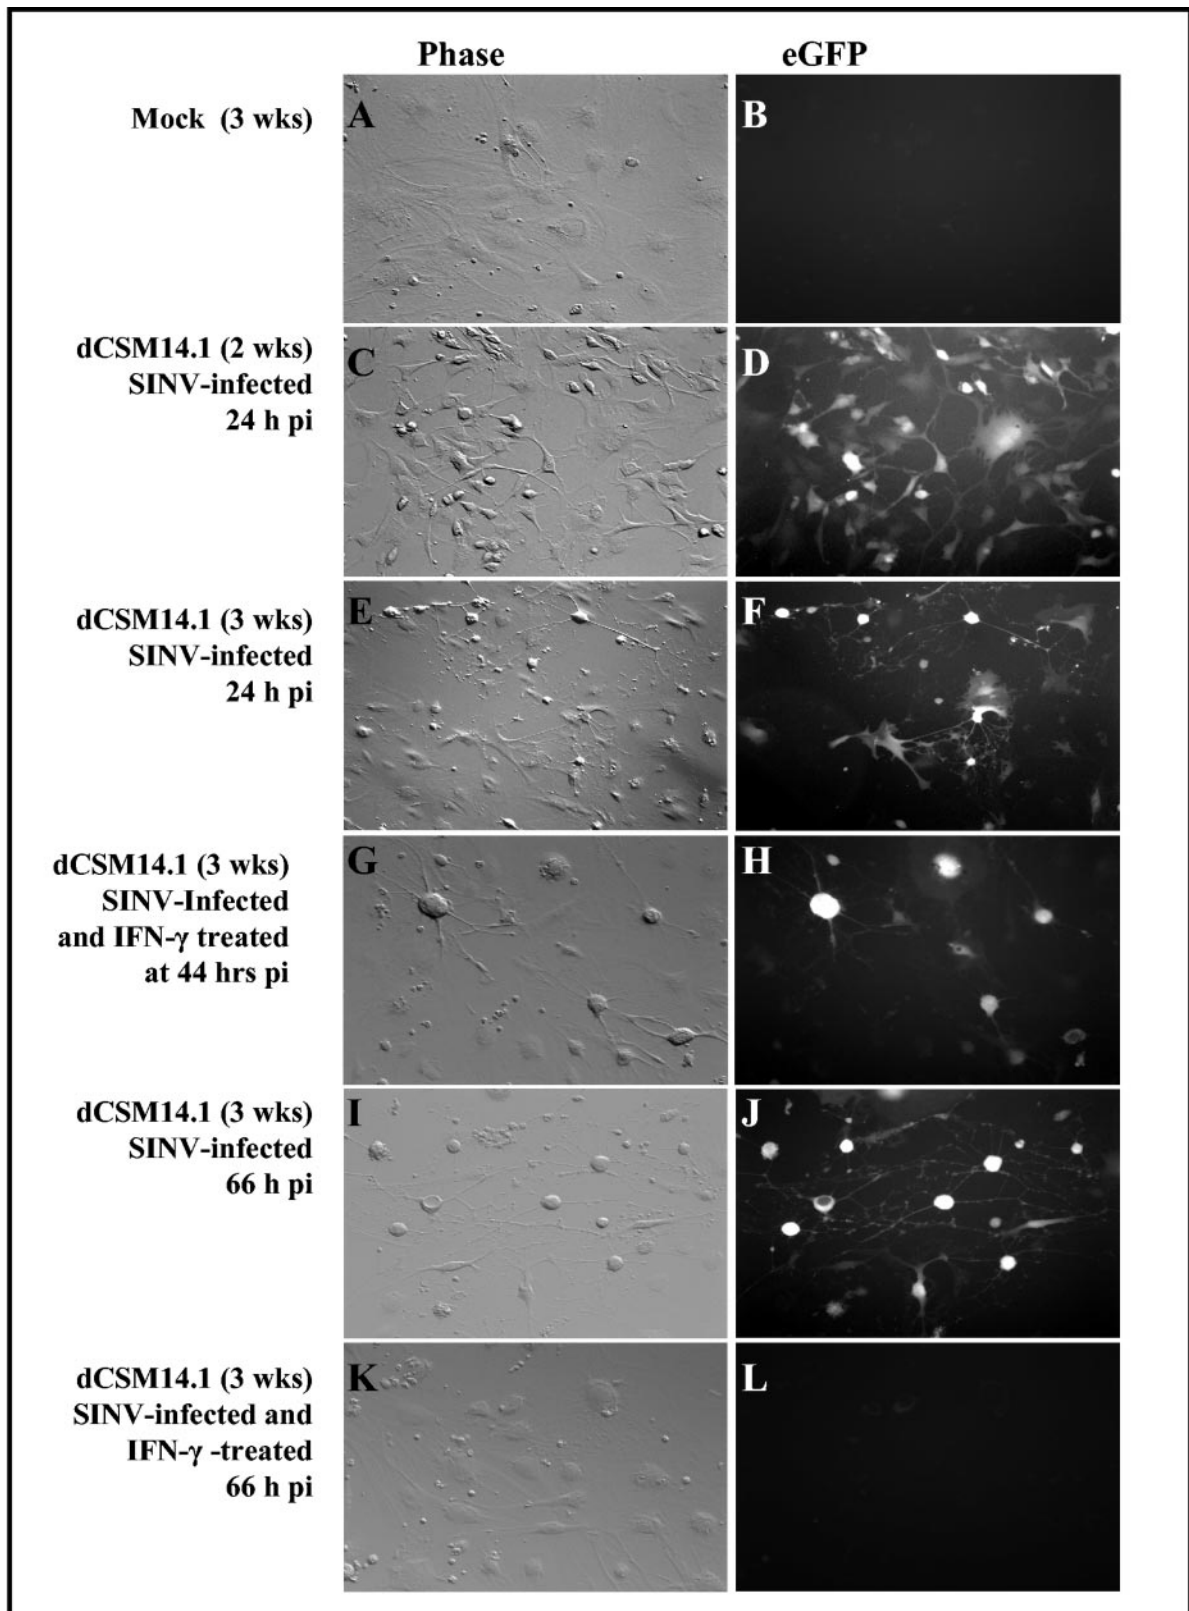 Phase eGFP
Mock (3 wks)
A B
dCSM14.1 (2 wks)
SINV-infected
24 h pi
C D
dCSM14.1 (3 wks)
SINV-infected
24 h pi
E F
dCSM14.1 (3 wks)
SINV-Infected
and IFN-γ treated
at 44 hrs pi
G H
dCSM14.1 (3 wks)
SINV-infected
66 h pi
I J
dCSM14.1 (3 wks)
SINV-infected and
IFN-γ -treated
66 h pi
K L